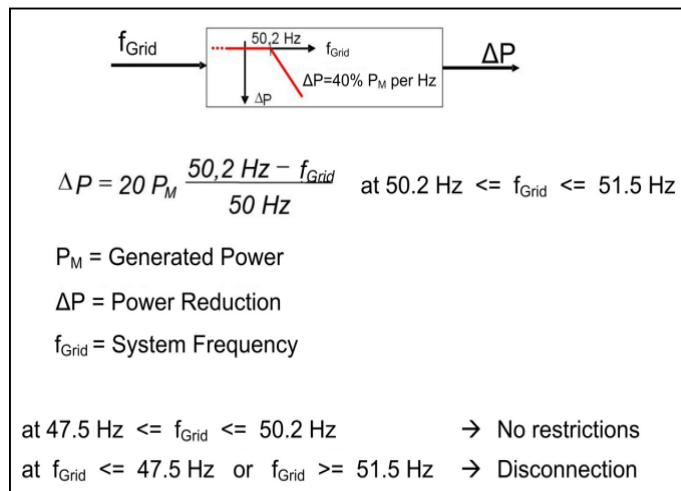 f_Grid
50,2 Hz
f_Grid
ΔP=40% P_M per Hz
ΔP
ΔP
ΔP = 20 P_M (50,2 Hz − f_Grid) / 50 Hz at 50.2 Hz <= f_Grid <= 51.5 Hz
P_M = Generated Power
ΔP = Power Reduction
f_Grid = System Frequency
at 47.5 Hz <= f_Grid <= 50.2 Hz → No restrictions
at f_Grid <= 47.5 Hz or f_Grid >= 51.5 Hz → Disconnection